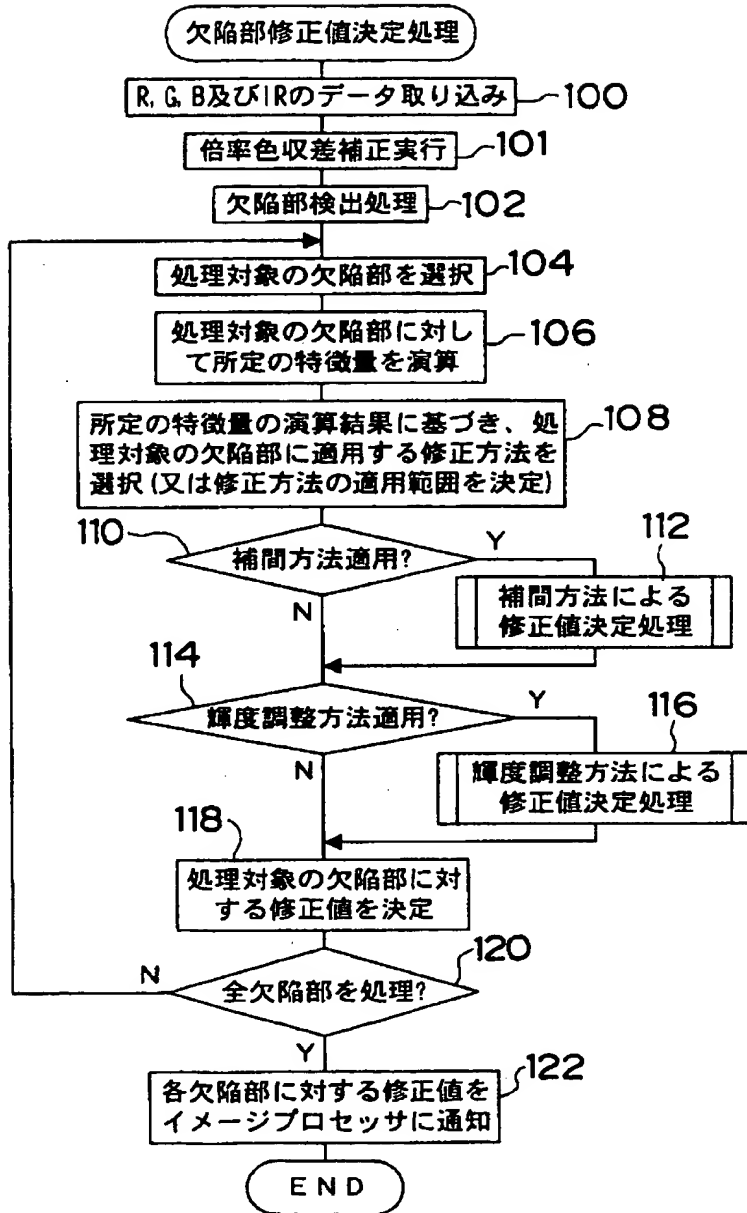 欠陥部修正値決定処理
R, G, B及びIRのデータ取り込み
100
倍率色収差補正実行
101
欠陥部検出処理
102
処理対象の欠陥部を選択
104
処理対象の欠陥部に対し
て所定の特徴量を演算
106
所定の特徴量の演算結果に基づき、処
理対象の欠陥部に適用する修正方法を
選択(又は修正方法の適用範囲を決定)
108
110
補間方法適用?
Y
N
112
補間方法による
修正値決定処理
114
輝度調整方法適用?
Y
N
116
輝度調整方法による
修正値決定処理
118
処理対象の欠陥部に対
する修正値を決定
120
全欠陥部を処理?
N
Y
122
各欠陥部に対する修正値を
イメージプロセッサに通知
END